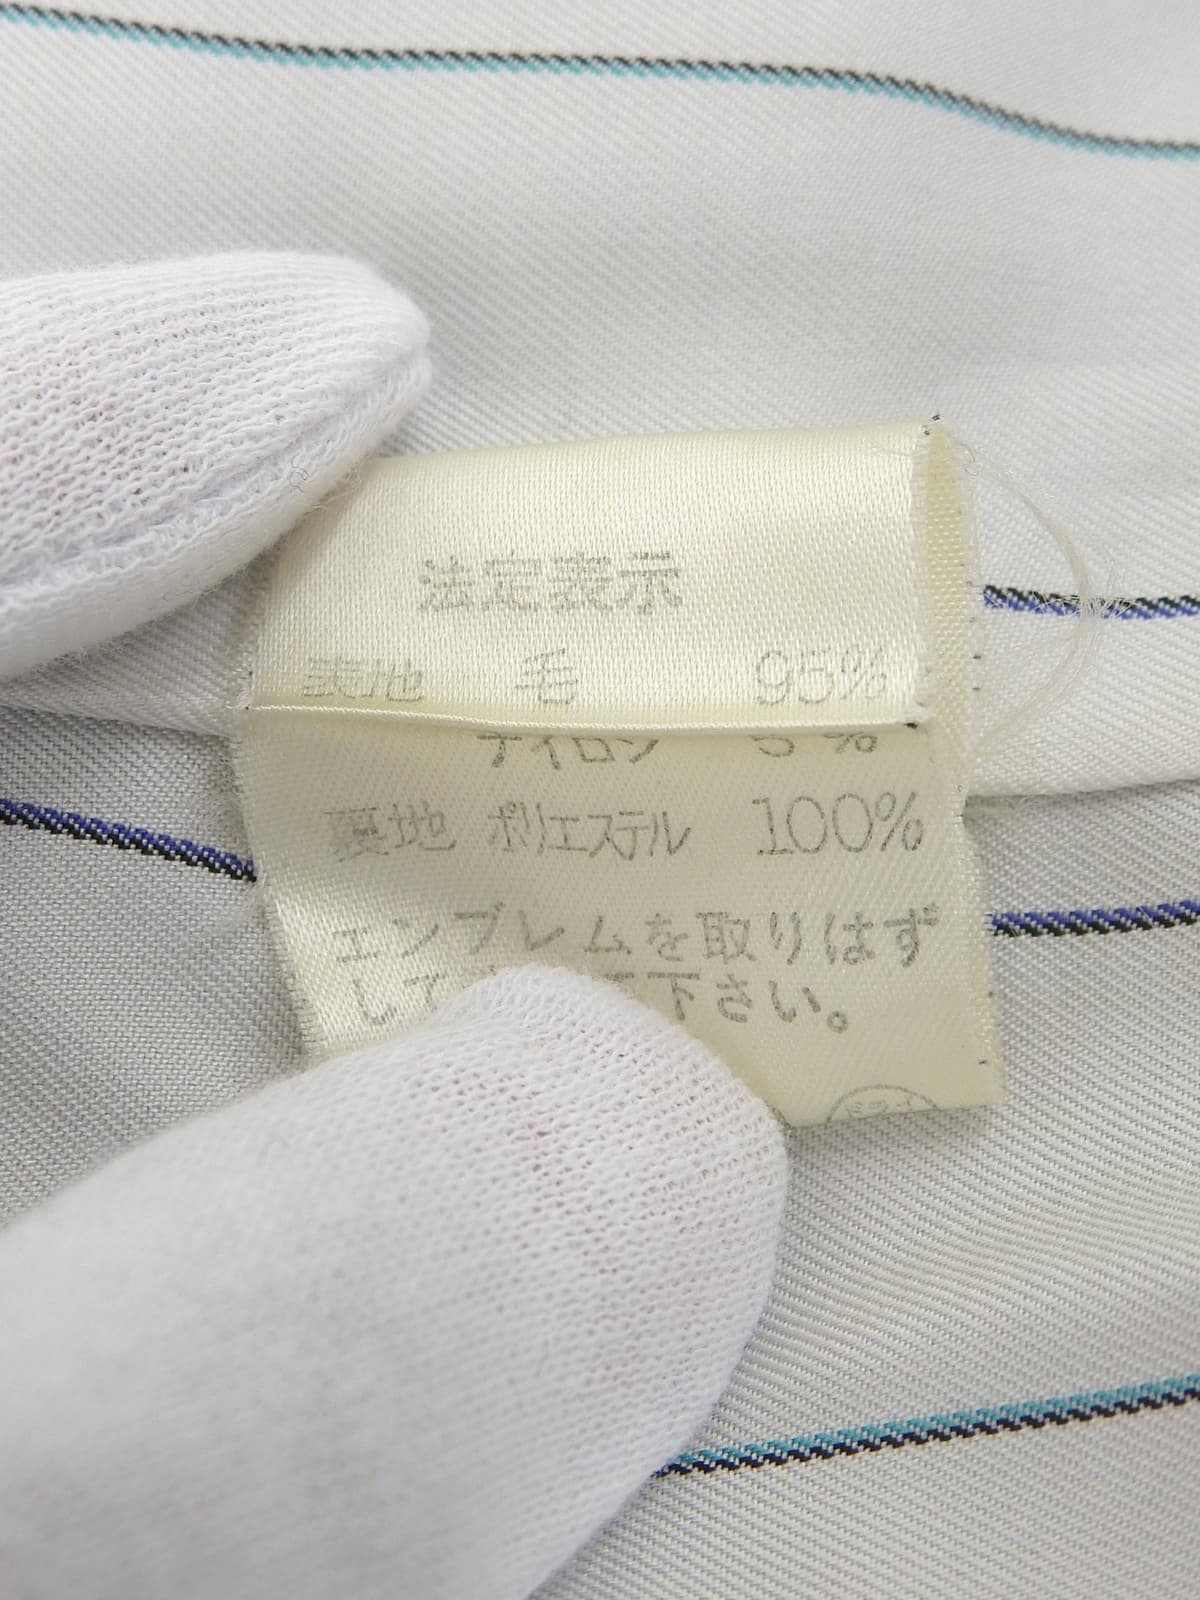 法定表示
表地 毛 95%
ナイロン 5%
裏地 ポリエステル 100%
エンブレムを取りはず
して 下さい。